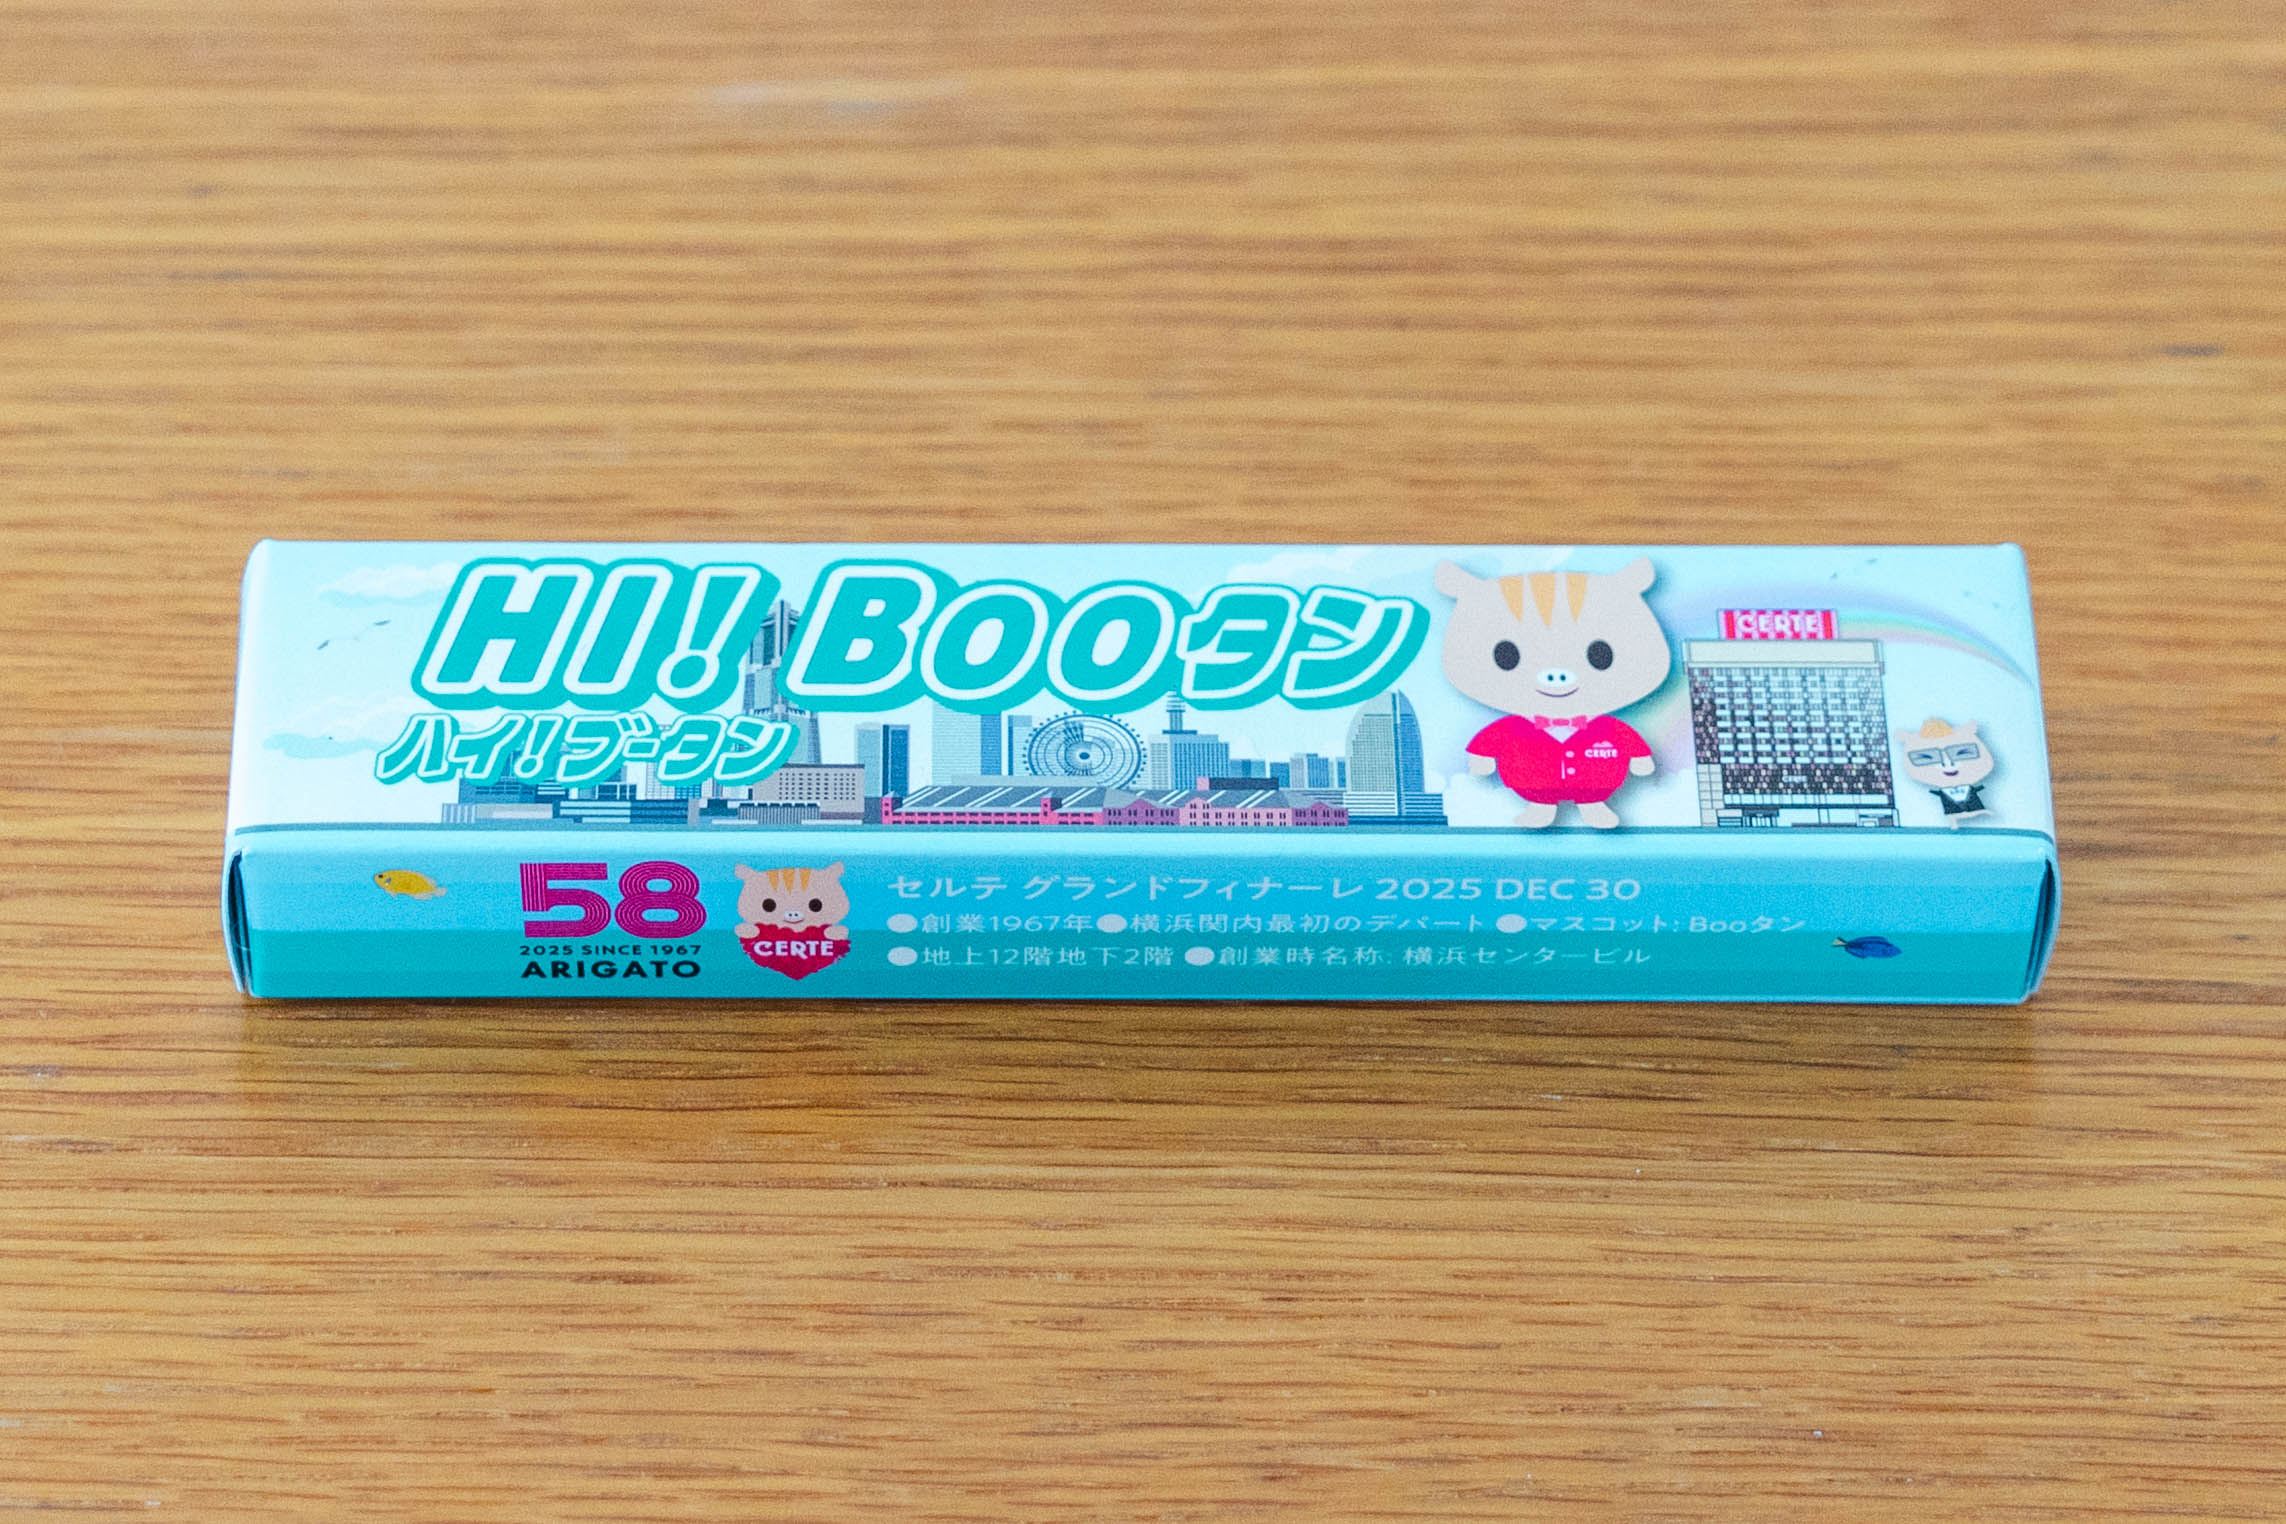 HI! Booタン
ハイ!ブータン
CERTE
CERTE
58
2025 SINCE 1967
ARIGATO
CERTE
セルテ グランドフィナーレ 2025 DEC 30
●創業1967年●横浜関内最初のデパート●マスコット: Booタン
●地上12階地下2階 ●創業時名称: 横浜センタービル